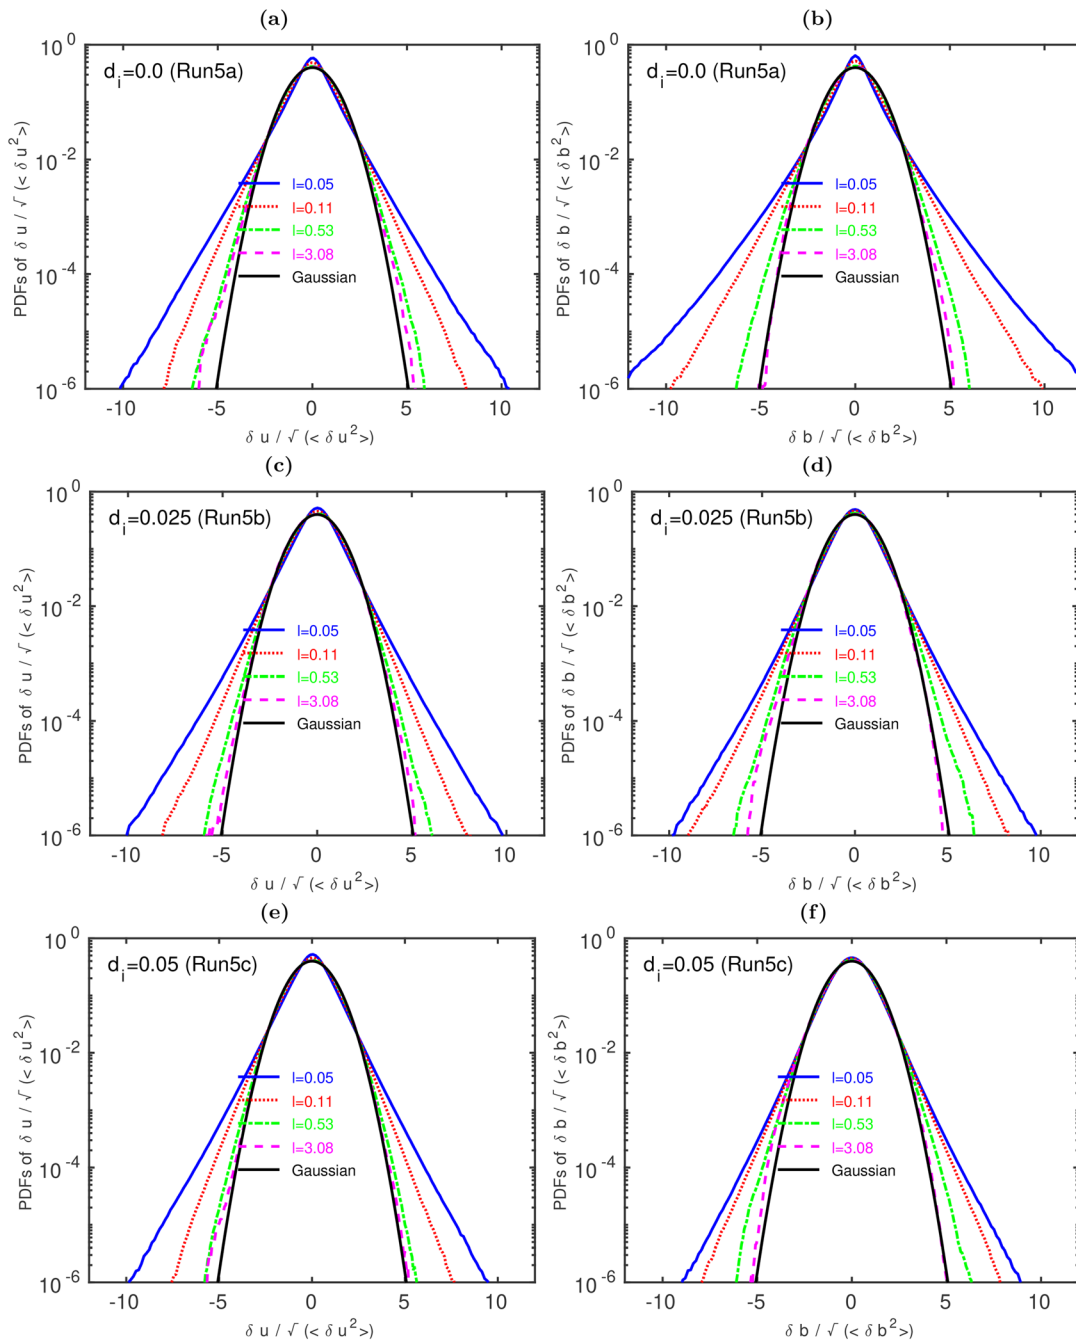 (a)
d_i=0.0 (Run5a)
PDFs of δ u / √ (< δ u^2>)
10^0
10^-2
10^-4
10^-6
l=0.05
l=0.11
l=0.53
l=3.08
Gaussian
-10 -5 0 5 10
δ u / √ (< δ u^2>)
(b)
d_i=0.0 (Run5a)
PDFs of δ b / √ (< δ b^2>)
10^0
10^-2
10^-4
10^-6
l=0.05
l=0.11
l=0.53
l=3.08
Gaussian
-10 -5 0 5 10
δ b / √ (< δ b^2>)
(c)
d_i=0.025 (Run5b)
PDFs of δ u / √ (< δ u^2>)
10^0
10^-2
10^-4
10^-6
l=0.05
l=0.11
l=0.53
l=3.08
Gaussian
-10 -5 0 5 10
δ u / √ (< δ u^2>)
(d)
d_i=0.025 (Run5b)
PDFs of δ b / √ (< δ b^2>)
10^0
10^-2
10^-4
10^-6
l=0.05
l=0.11
l=0.53
l=3.08
Gaussian
-10 -5 0 5 10
δ b / √ (< δ b^2>)
(e)
d_i=0.05 (Run5c)
PDFs of δ u / √ (< δ u^2>)
10^0
10^-2
10^-4
10^-6
l=0.05
l=0.11
l=0.53
l=3.08
Gaussian
-10 -5 0 5 10
δ u / √ (< δ u^2>)
(f)
d_i=0.05 (Run5c)
PDFs of δ b / √ (< δ b^2>)
10^0
10^-2
10^-4
10^-6
l=0.05
l=0.11
l=0.53
l=3.08
Gaussian
-10 -5 0 5 10
δ b / √ (< δ b^2>)